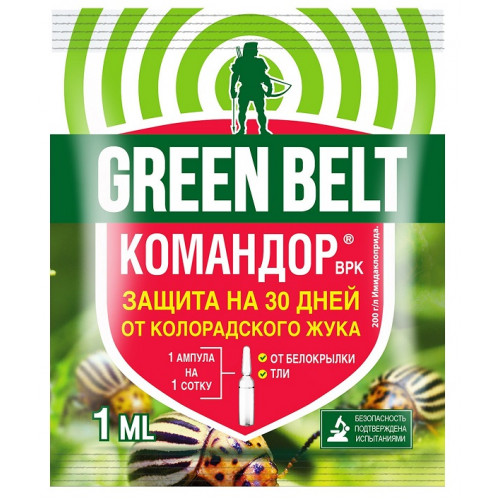 GREEN BELT
КОМАНДОР® ВРК
200 г/л Имидаклоприда.
ЗАЩИТА НА 30 ДНЕЙ
ОТ КОЛОРАДСКОГО ЖУКА
1 АМПУЛА
НА
1 СОТКУ
ОТ БЕЛОКРЫЛКИ
ТЛИ
1 ML
БЕЗОПАСНОСТЬ
ПОДТВЕРЖДЕНА
ИСПЫТАНИЯМИ